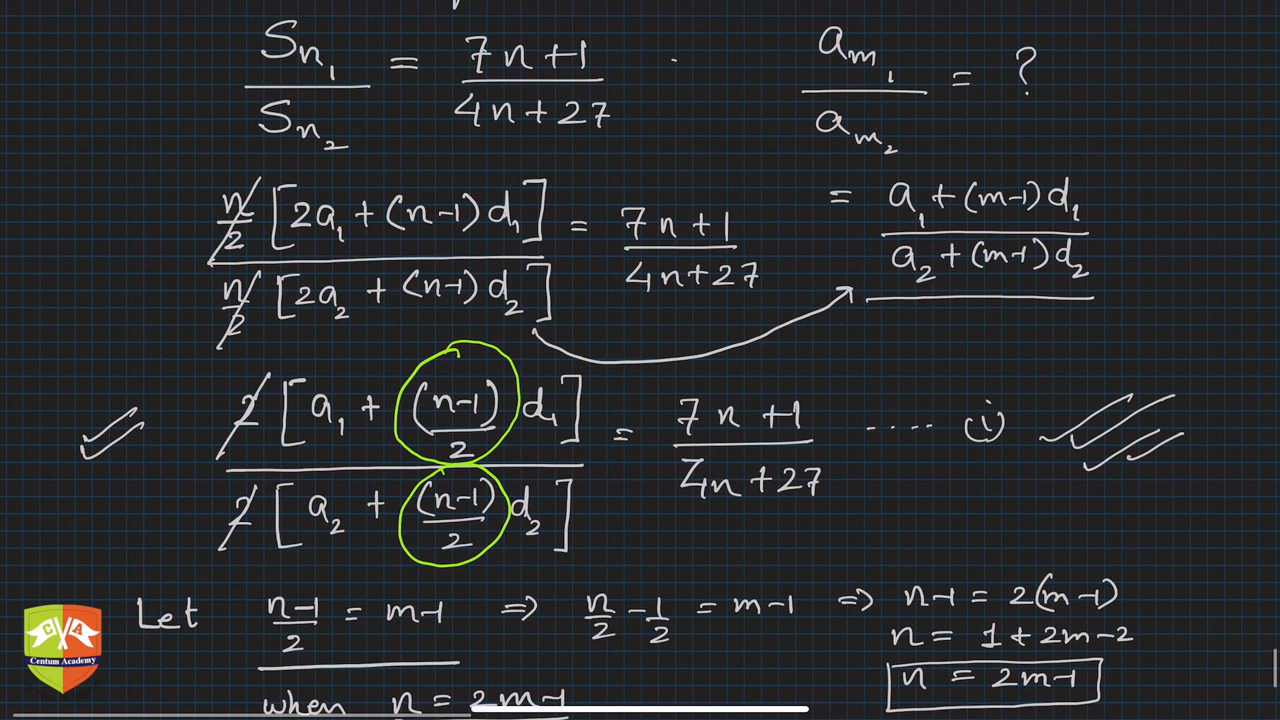 Sn₁ / Sn₂ = (7n+1) / (4n+27)
am₁ / am₂ = ?
n/2 [2a₁ + (n-1)d₁] / n/2 [2a₂ + (n-1)d₂] = (7n+1) / (4n+27)
= a₁ + (m-1)d₁ / a₂ + (m-1)d₂
2 [a₁ + (n-1)/2 d₁] / 2 [a₂ + (n-1)/2 d₂] = (7n+1) / (4n+27) ..... (i)
Let n-1/2 = m-1 ⇒ n/2 - 1/2 = m-1 ⇒ n-1 = 2(m-1)
n = 1 + 2m - 2
n = 2m-1
when n = 2m-1
CA
Centum Academy